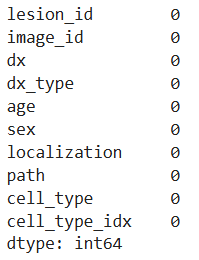 lesion_id 0
image_id 0
dx 0
dx_type 0
age 0
sex 0
localization 0
path 0
cell_type 0
cell_type_idx 0
dtype: int64